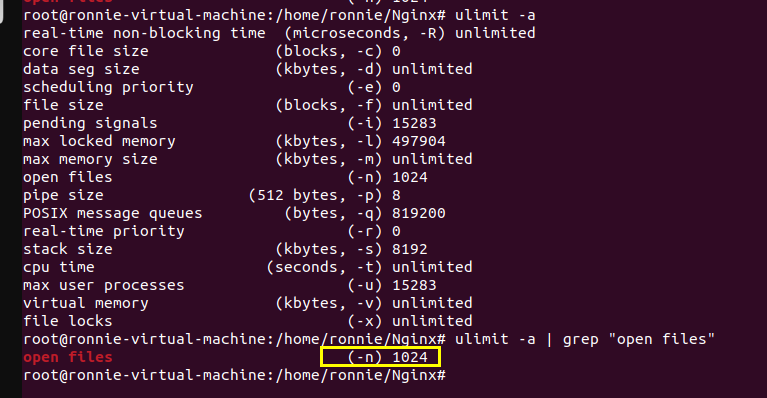 open files (-n) 1024
root@ronnie-virtual-machine:/home/ronnie/Nginx# ulimit -a
real-time non-blocking time  (microseconds, -R) unlimited
core file size              (blocks, -c) 0
data seg size               (kbytes, -d) unlimited
scheduling priority                 (-e) 0
file size                   (blocks, -f) unlimited
pending signals                     (-i) 15283
max locked memory           (kbytes, -l) 497904
max memory size             (kbytes, -m) unlimited
open files                          (-n) 1024
pipe size                (512 bytes, -p) 8
POSIX message queues         (bytes, -q) 819200
real-time priority                  (-r) 0
stack size                  (kbytes, -s) 8192
cpu time                   (seconds, -t) unlimited
max user processes                  (-u) 15283
virtual memory              (kbytes, -v) unlimited
file locks                          (-x) unlimited
root@ronnie-virtual-machine:/home/ronnie/Nginx# ulimit -a | grep "open files"
open files                          (-n) 1024
root@ronnie-virtual-machine:/home/ronnie/Nginx#